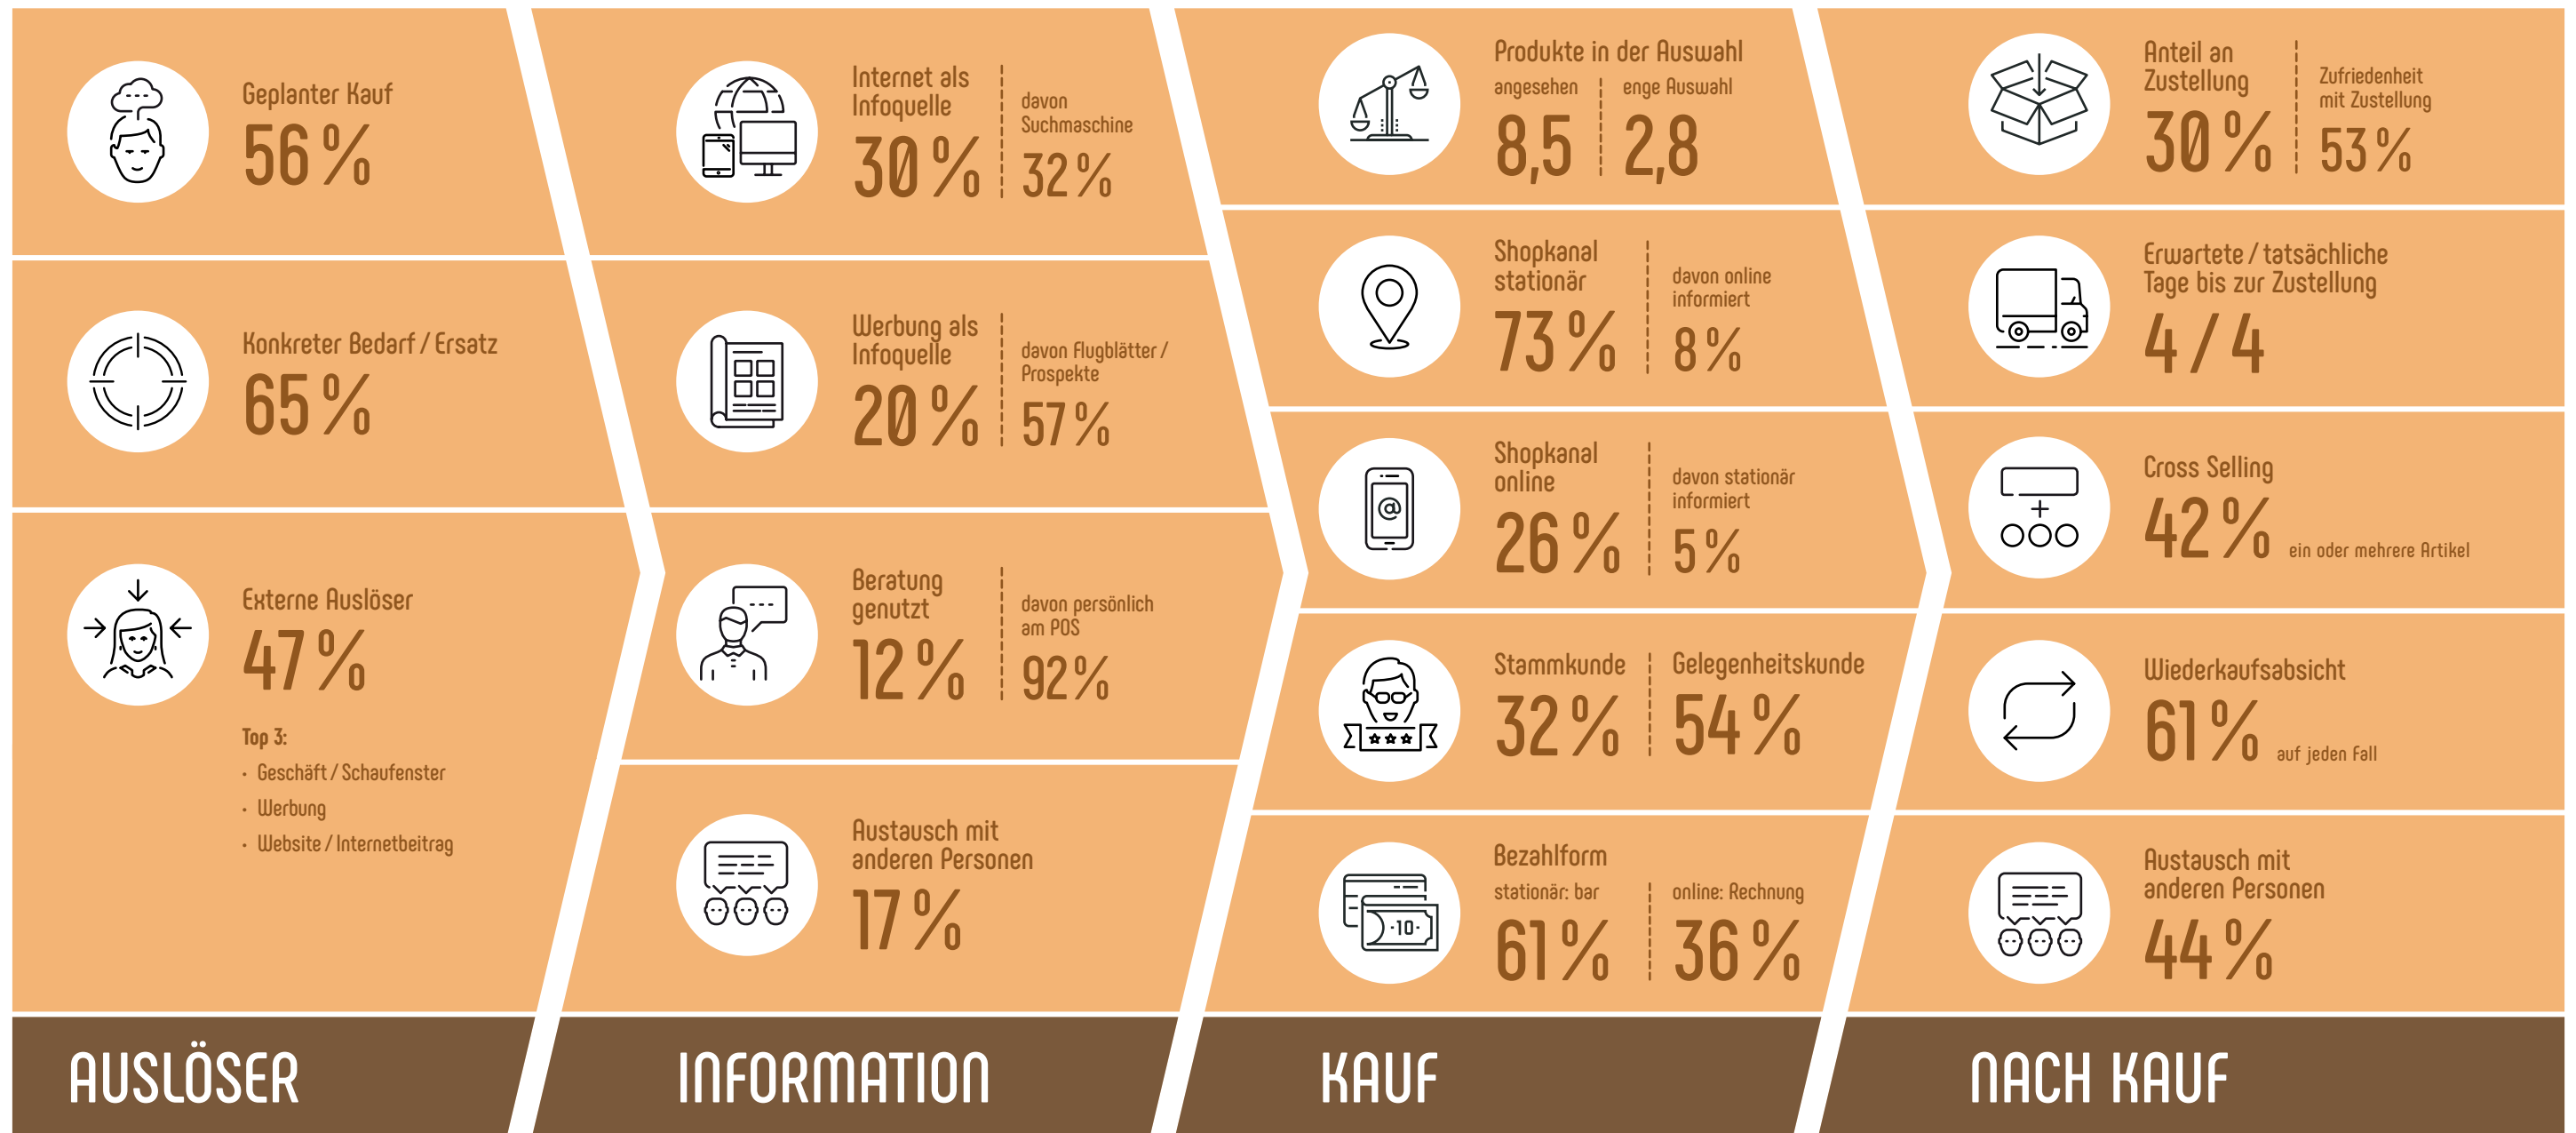 Geplanter Kauf
56 %
Konkreter Bedarf / Ersatz
65 %
Externe Auslöser
47 %
Top 3:
· Geschäft / Schaufenster
· Werbung
· Website / Internetbeitrag
AUSLÖSER
Internet als
Infoquelle
30 %
davon
Suchmaschine
32 %
Werbung als
Infoquelle
20 %
davon Flugblätter /
Prospekte
57 %
Beratung
genutzt
12 %
davon persönlich
am POS
92 %
Austausch mit
anderen Personen
17 %
INFORMATION
Produkte in der Auswahl
angesehen
8,5
enge Auswahl
2,8
Shopkanal
stationär
73 %
davon online
informiert
8 %
@
Shopkanal
online
26 %
davon stationär
informiert
5 %
Stammkunde
32 %
Gelegenheitskunde
54 %
Bezahlform
stationär: bar
61 %
online: Rechnung
36 %
·10·
KAUF
Anteil an
Zustellung
30 %
Zufriedenheit
mit Zustellung
53 %
Erwartete / tatsächliche
Tage bis zur Zustellung
4 / 4
Cross Selling
42 % ein oder mehrere Artikel
Wiederkaufsabsicht
61 % auf jeden Fall
Austausch mit
anderen Personen
44 %
NACH KAUF